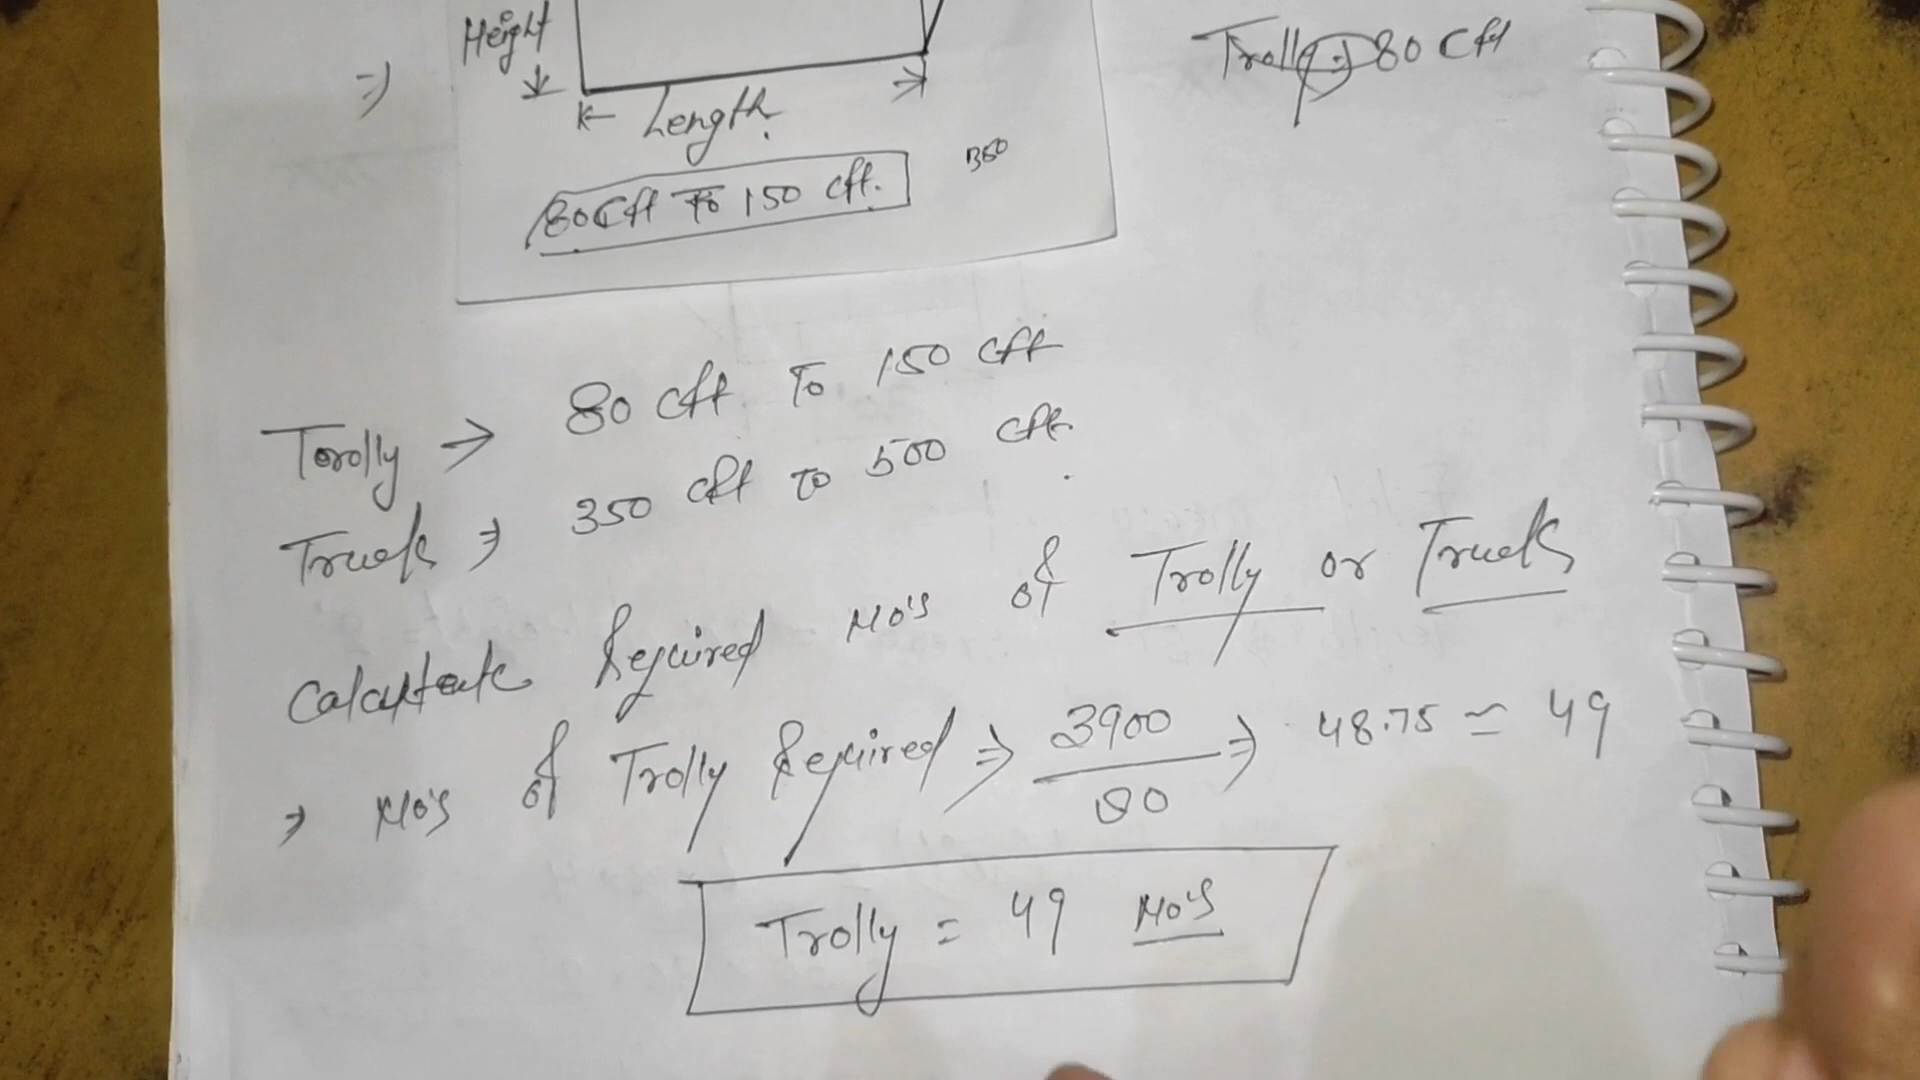 Height
Trolly => 80 Cft
Length
80 Cft To 150 cft.
350
Trolly → 80 cft To 150 cft
Truck => 350 cft To 500 cft.
Calculate Required No's of Trolly or Truck
=> No's of Trolly Required => 3900/80 => 48.75 ≃ 49
Trolly = 49 No's